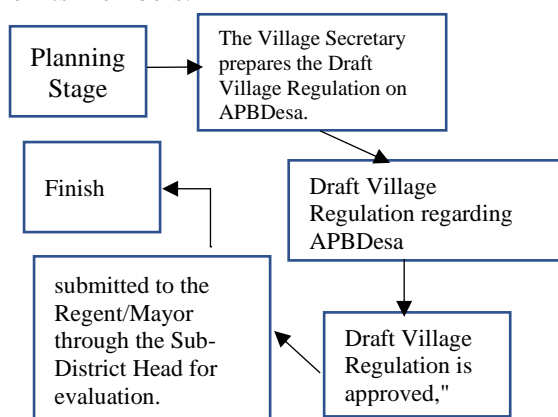 Planning
Stage
The Village Secretary
prepares the Draft
Village Regulation on
APBDesa.
Draft Village
Regulation regarding
APBDesa
Draft Village
Regulation is
approved,"
submitted to the
Regent/Mayor
through the Sub-
District Head for
evaluation.
Finish